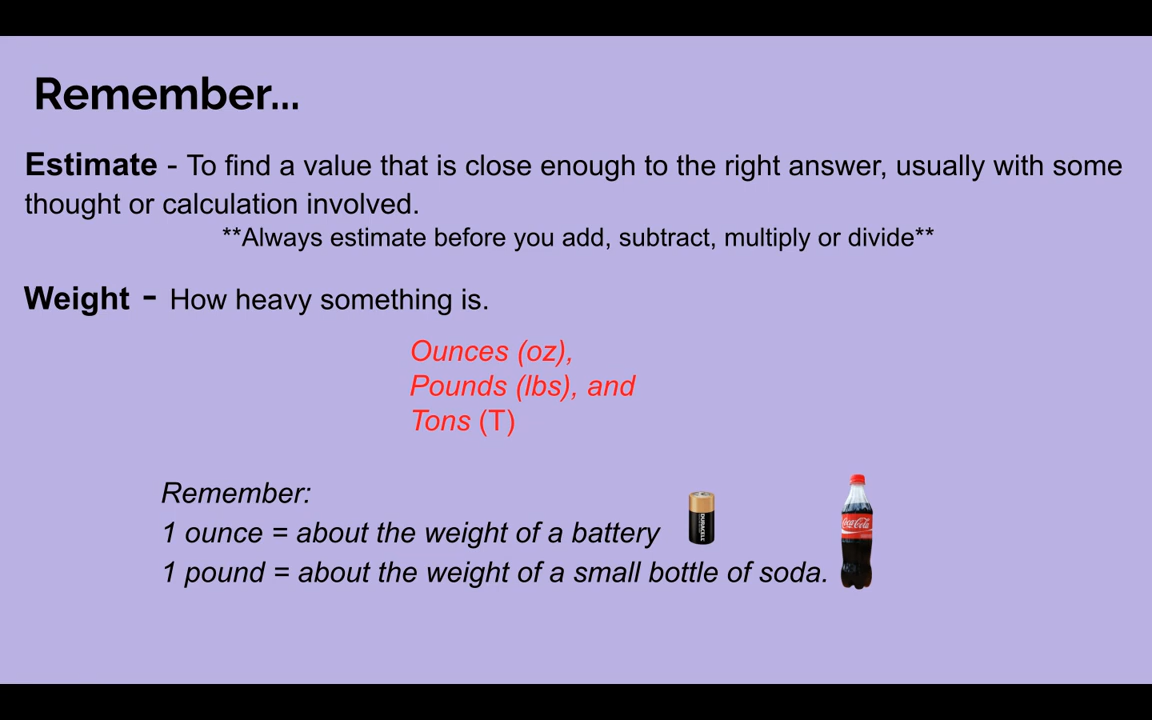 Remember...
Estimate - To find a value that is close enough to the right answer, usually with some
thought or calculation involved.
**Always estimate before you add, subtract, multiply or divide**
Weight - How heavy something is.
Ounces (oz),
Pounds (lbs), and
Tons (T)
Remember:
1 ounce = about the weight of a battery
DURACELL
1 pound = about the weight of a small bottle of soda.
Coca-Cola